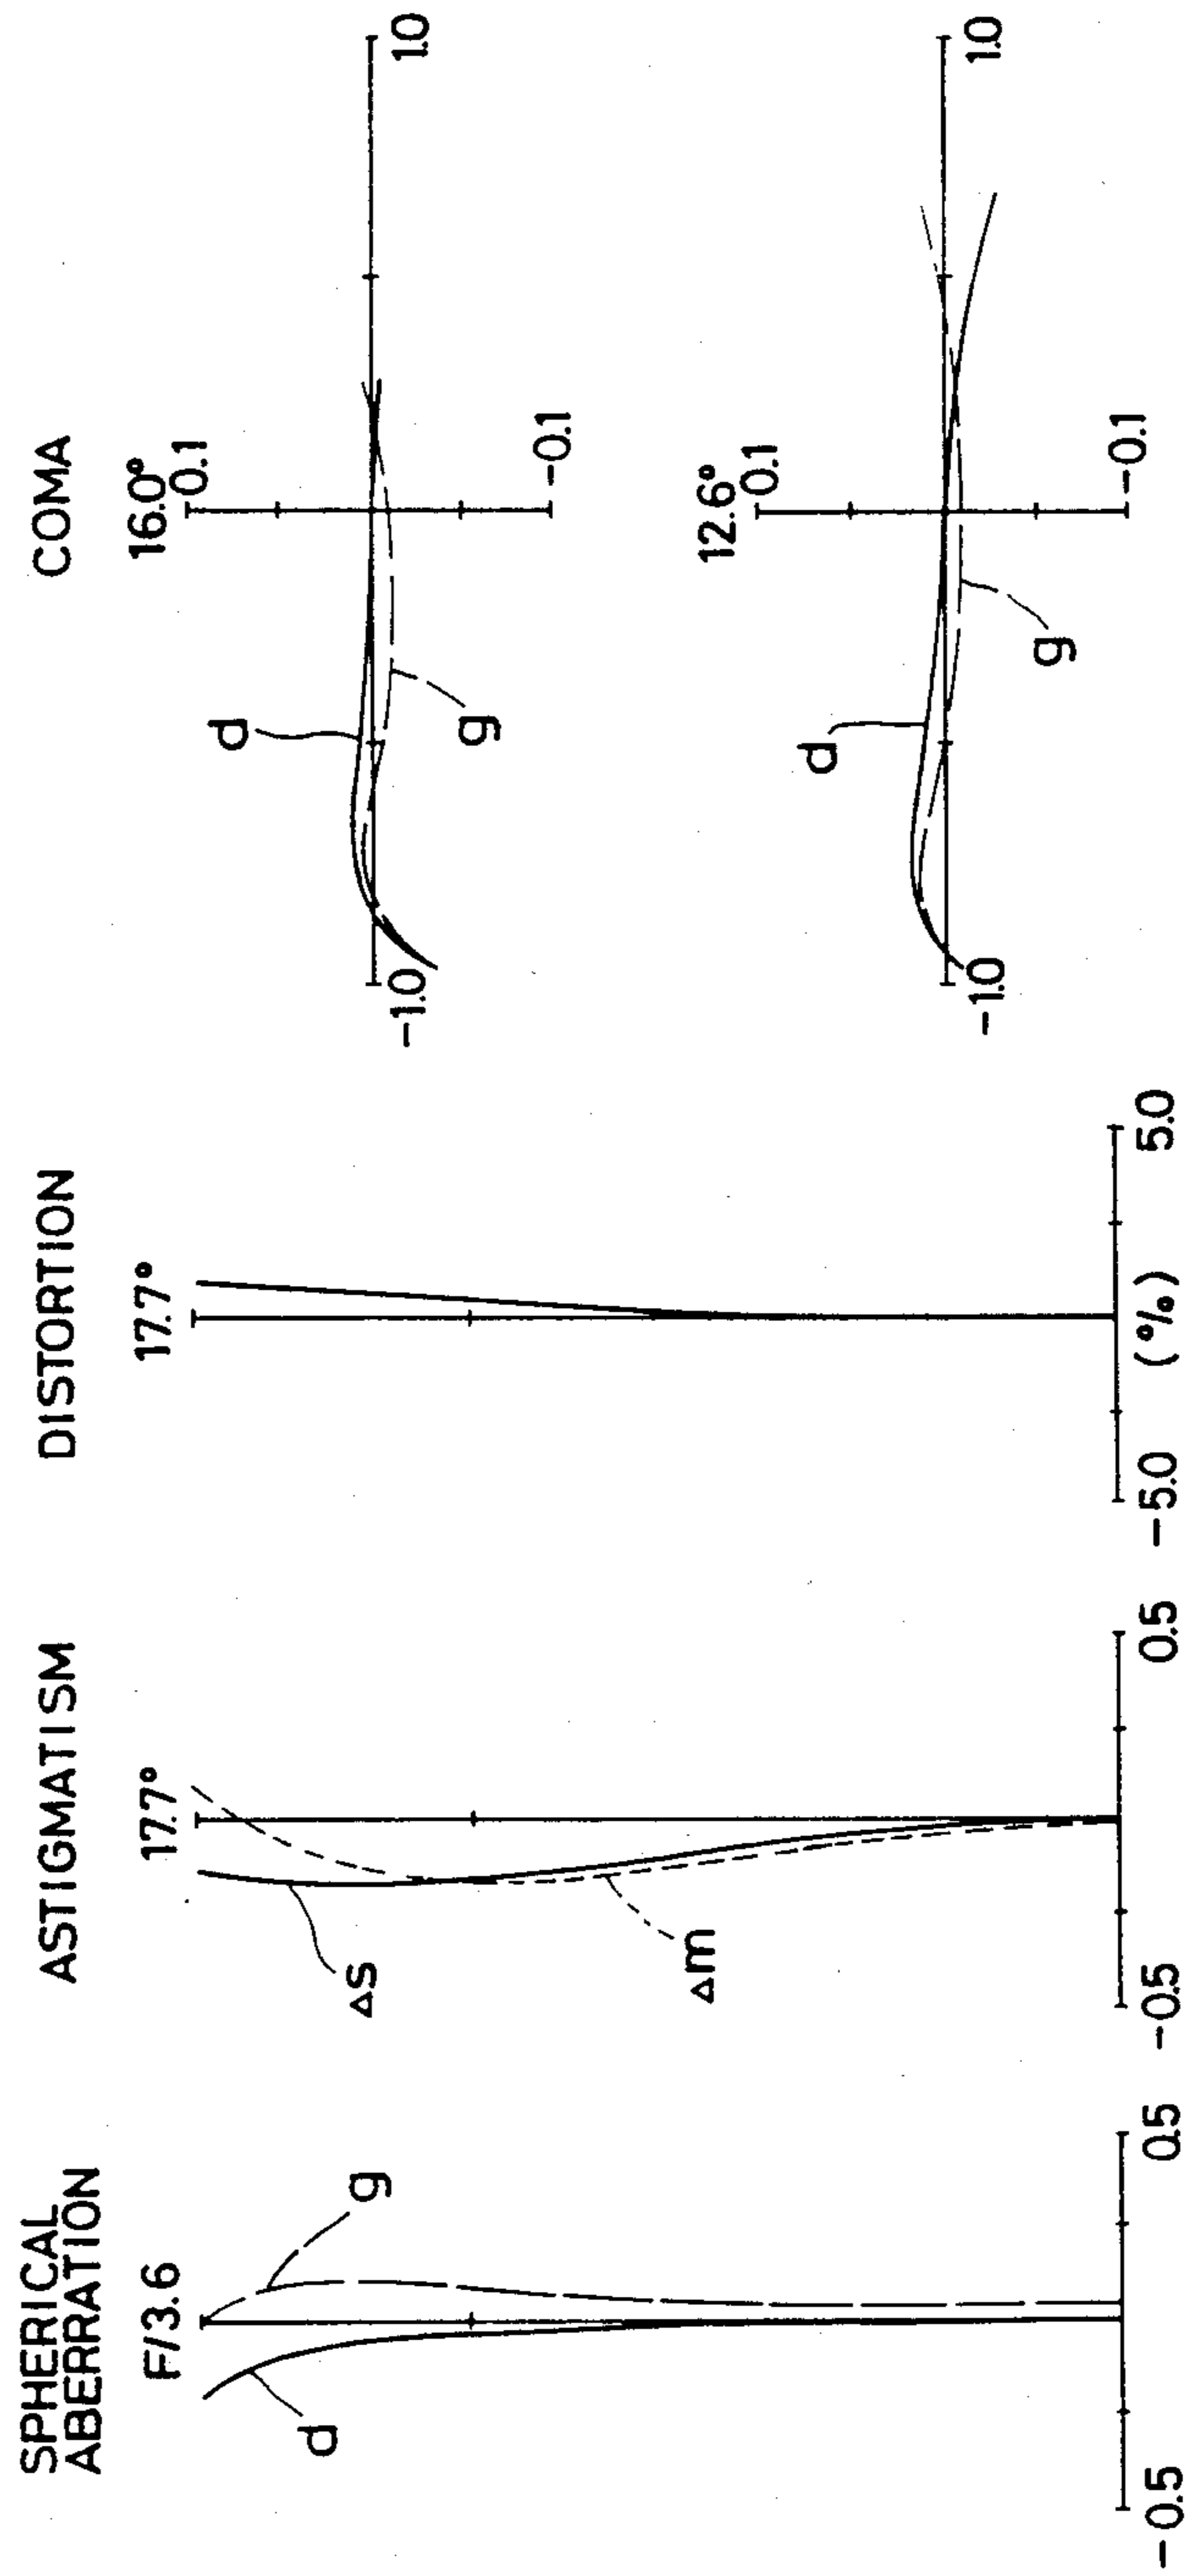 SPHERICAL
ABERRATION
F/3.6
g
d
-0.5
0.5
ASTIGMATISM
17.7°
Δs
Δm
-0.5
0.5
DISTORTION
17.7°
-5.0
(%)
5.0
COMA
16.0°
0.1
d
g
-1.0
1.0
-0.1
12.6°
0.1
d
g
-1.0
1.0
-0.1